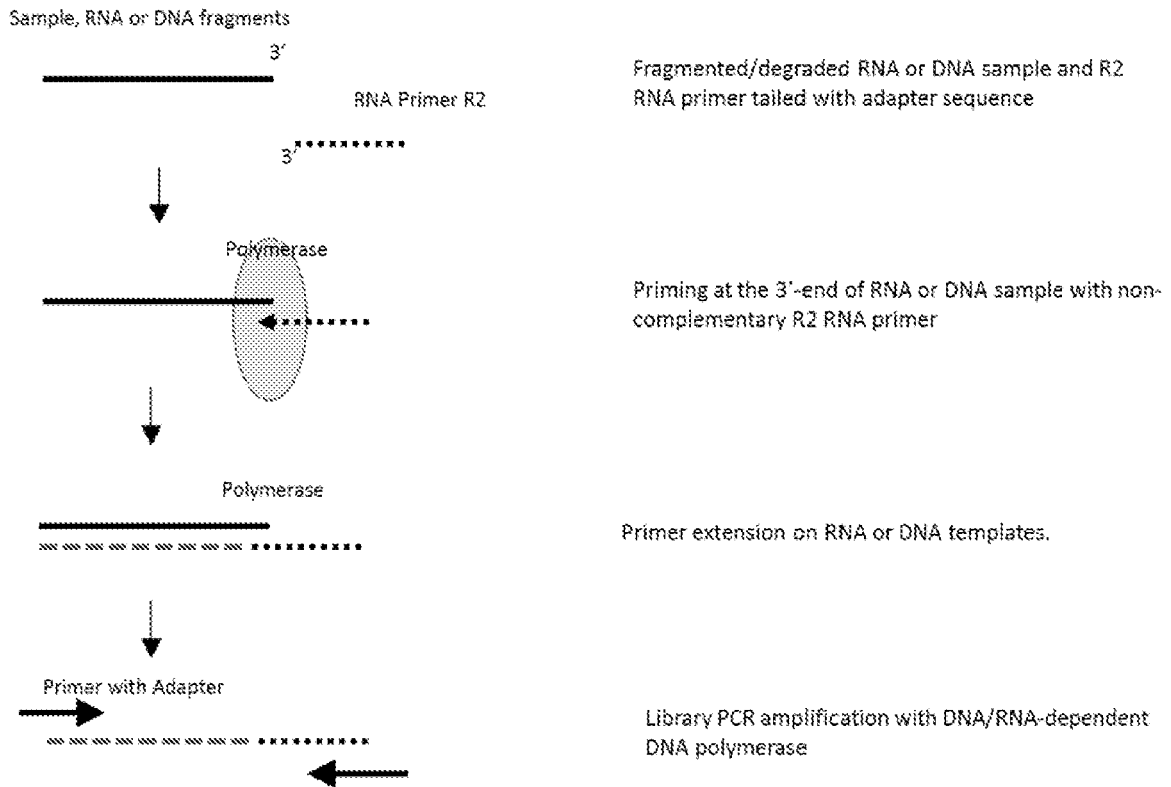 Sample, RNA or DNA fragments
3´
Fragmented/degraded RNA or DNA sample and R2
RNA primer tailed with adapter sequence
RNA Primer R2
3´
Polymerase
Priming at the 3´-end of RNA or DNA sample with non-
complementary R2 RNA primer
Polymerase
Primer extension on RNA or DNA templates.
Primer with Adapter
Library PCR amplification with DNA/RNA-dependent
DNA polymerase